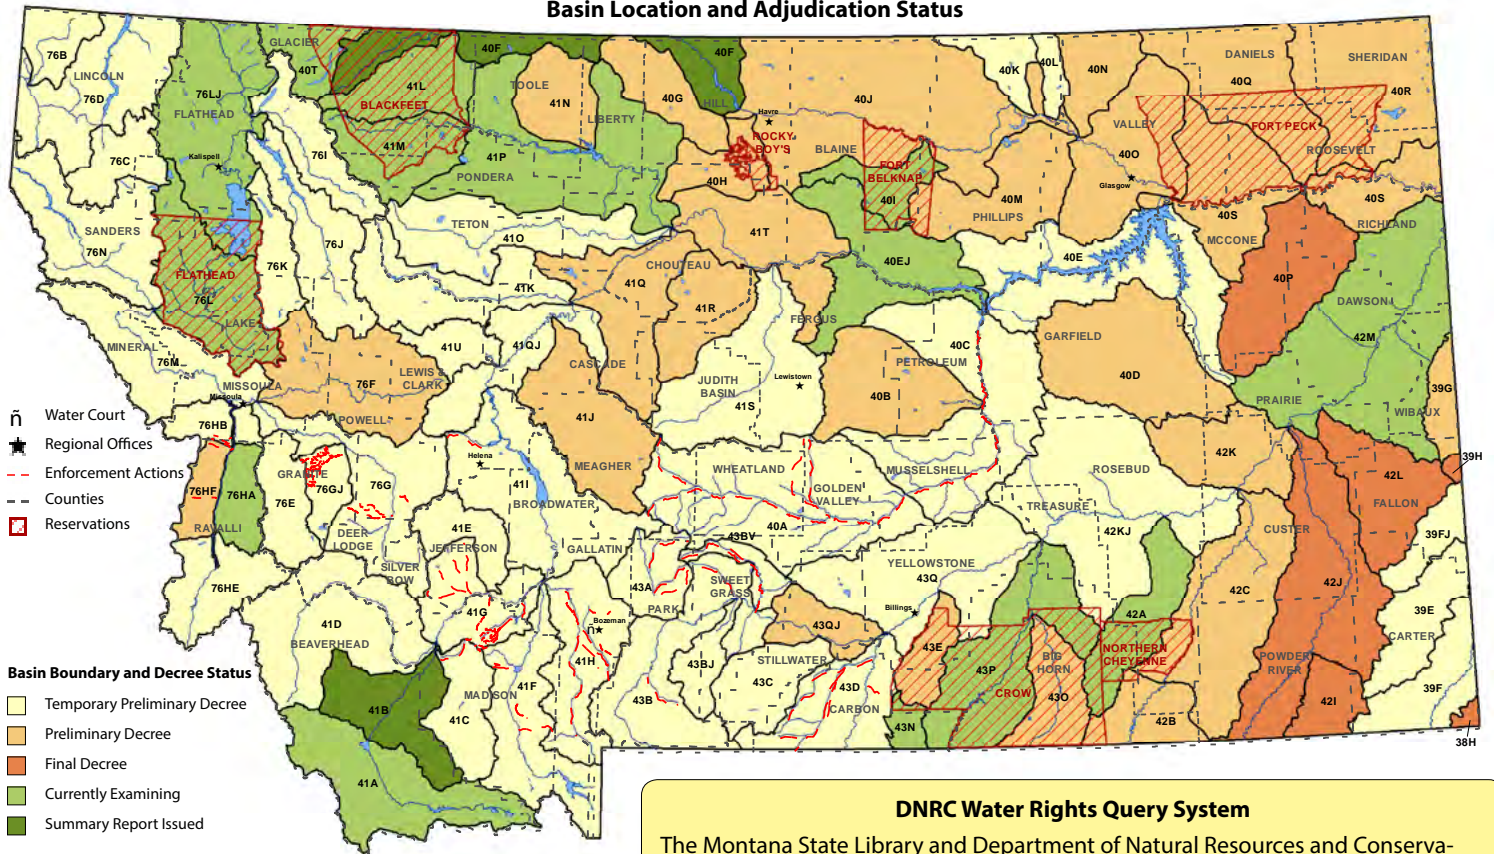 Basin Location and Adjudication Status
76B
LINCOLN
76D
76C
SANDERS
76N
76LJ
FLATHEAD
Kalispell
GLACIER
40T
41L
BLACKFEET
41M
76I
76J
76K
FLATHEAD
76L
LAKE
MINERAL
76M
MISSOULA
Missoula
40F
TOOLE
41N
LIBERTY
41P
PONDERA
TETON
41O
41K
40G
40F
HILL
Havre
ROCKY
BOY'S
40H
40J
BLAINE
FORT
BELKNAP
40I
40K
40L
40N
VALLEY
40O
Glasgow
DANIELS
40Q
SHERIDAN
40R
FORT PECK
ROOSEVELT
40M
PHILLIPS
40S
MCCONE
40S
RICHLAND
41T
CHOUTEAU
41Q
41R
40EJ
FERGUS
40E
40P
DAWSON
42M
41U
41QJ
LEWIS &
CLARK
CASCADE
76F
POWELL
JUDITH
BASIN
41S
Lewistown
40C
PETROLEUM
40B
GARFIELD
40D
PRAIRIE
39G
WIBAUX
41J
MEAGHER
76HB
76HF
76HA
RAVALLI
76HE
GRANITE
76GJ
76E
76G
DEER
LODGE
SILVER
BOW
Helena
41I
BROADWATER
41E
JEFFERSON
GALLATIN
WHEATLAND
GOLDEN
VALLEY
MUSSELSHELL
40A
43BV
ROSEBUD
TREASURE
42KJ
42K
CUSTER
42L
FALLON
39H
39FJ
YELLOWSTONE
43Q
Billings
43A
PARK
SWEET
GRASS
43QJ
STILLWATER
43BJ
43B
43C
43D
CARBON
41D
BEAVERHEAD
41G
Bozeman
ñ
41H
41F
MADISON
41C
41B
41A
43E
43P
CROW
43N
BIG
HORN
43O
42A
NORTHERN
CHEYENNE
42B
42C
42J
POWDER
RIVER
42I
39E
CARTER
39F
38H
ñ Water Court
Regional Offices
Enforcement Actions
Counties
Reservations
Basin Boundary and Decree Status
Temporary Preliminary Decree
Preliminary Decree
Final Decree
Currently Examining
Summary Report Issued
DNRC Water Rights Query System
The Montana State Library and Department of Natural Resources and Conserva-